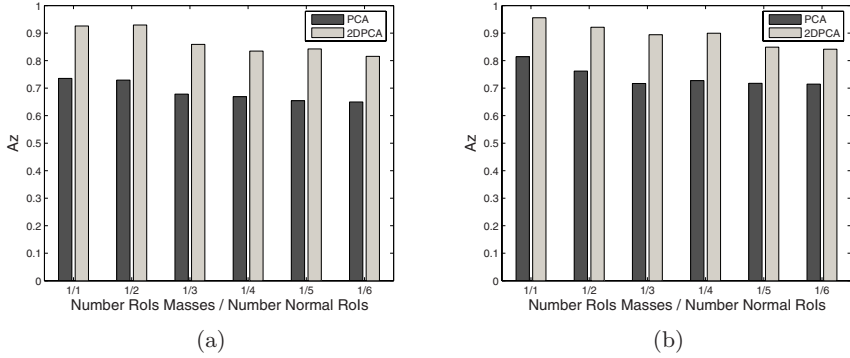 1
0.9
0.8
0.7
0.6
0.5
0.4
0.3
0.2
0.1
0
Az
PCA
2DPCA
1/1 1/2 1/3 1/4 1/5 1/6
Number RoIs Masses / Number Normal RoIs
(a)
1
0.9
0.8
0.7
0.6
0.5
0.4
0.3
0.2
0.1
0
Az
PCA
2DPCA
1/1 1/2 1/3 1/4 1/5 1/6
Number RoIs Masses / Number Normal RoIs
(b)